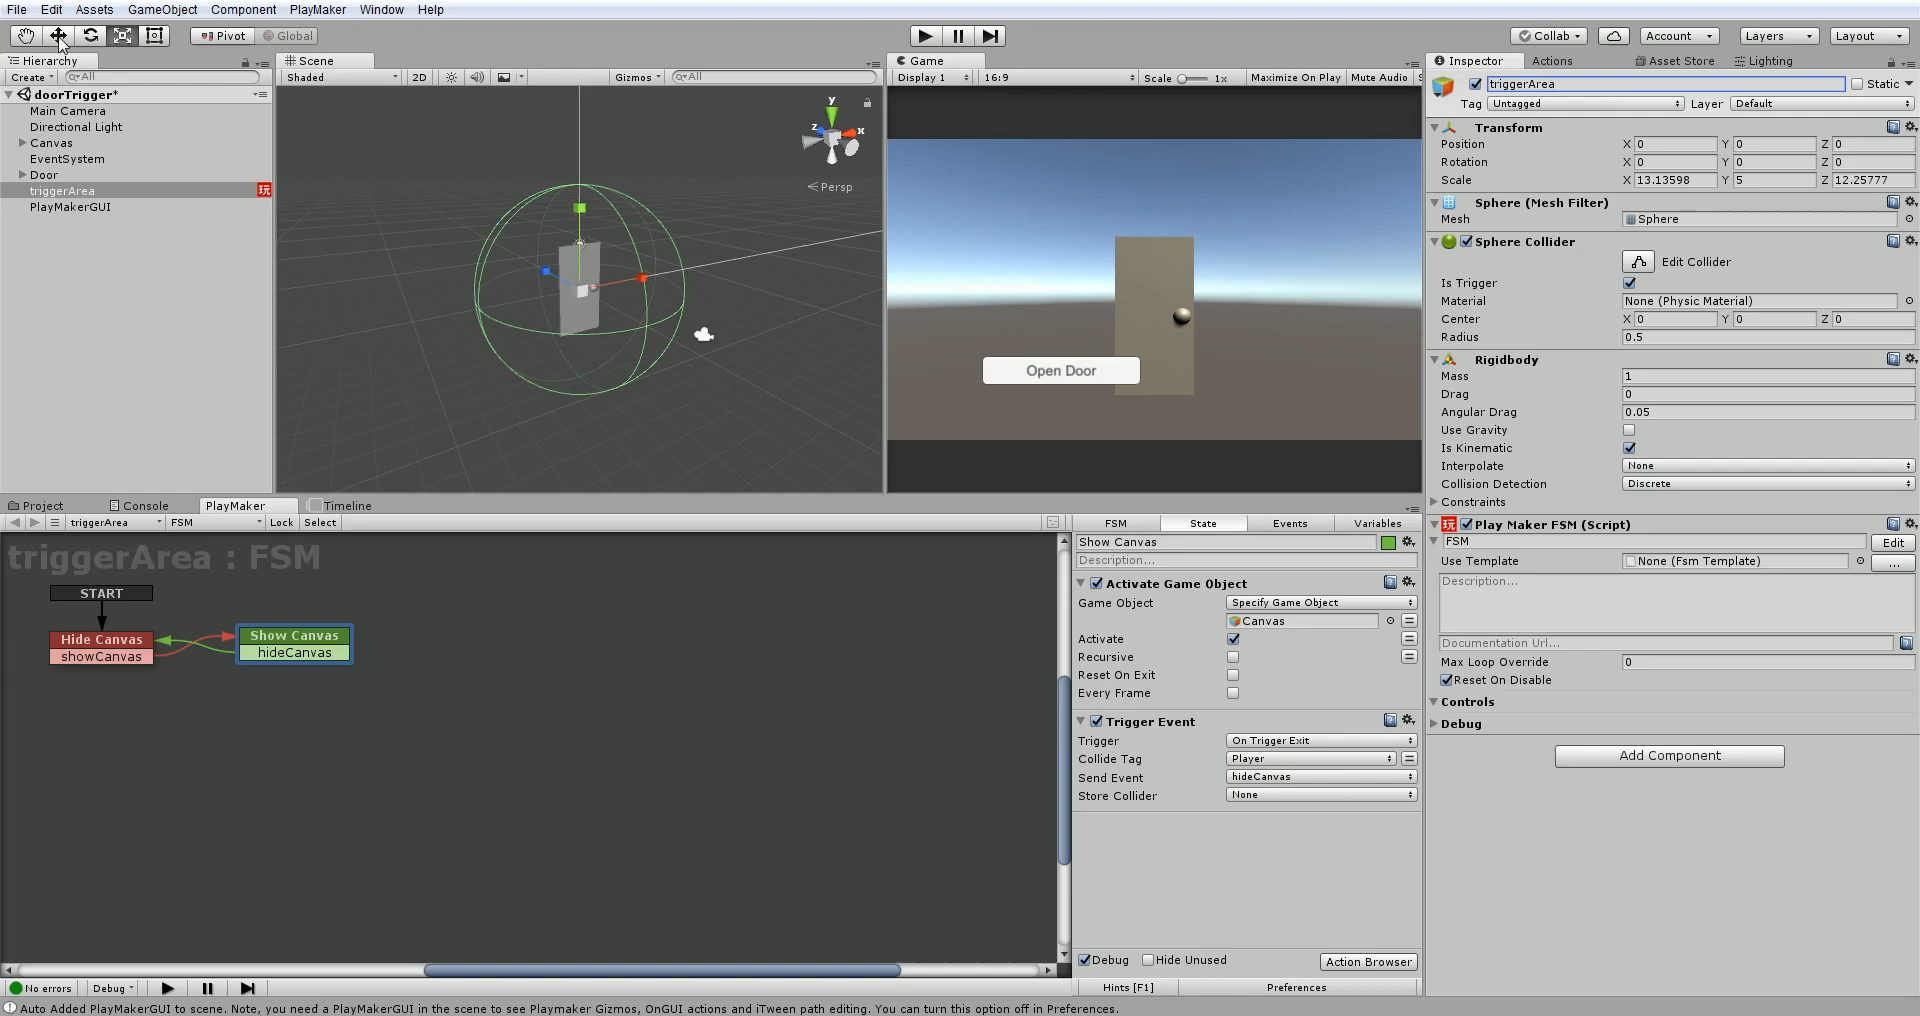 File Edit Assets GameObject Component PlayMaker Window Help
Pivot Global
Collab Account Layers Layout
Hierarchy
Create All
doorTrigger*
Main Camera
Directional Light
Canvas
EventSystem
Door
triggerArea 玩
PlayMakerGUI
Scene
Shaded 2D Gizmos All
y
z x
Persp
Game
Display 1 16:9 Scale 1x Maximize On Play Mute Audio S
Open Door
Inspector Actions Asset Store Lighting
triggerArea Static
Tag Untagged Layer Default
Transform
Position X 0 Y 0 Z 0
Rotation X 0 Y 0 Z 0
Scale X 13.13598 Y 5 Z 12.25777
Sphere (Mesh Filter)
Mesh Sphere
Sphere Collider
Edit Collider
Is Trigger
Material None (Physic Material)
Center X 0 Y 0 Z 0
Radius 0.5
Rigidbody
Mass 1
Drag 0
Angular Drag 0.05
Use Gravity
Is Kinematic
Interpolate None
Collision Detection Discrete
Constraints
玩 Play Maker FSM (Script)
FSM Edit
Use Template None (Fsm Template) ...
Description...
Documentation Url...
Max Loop Override 0
Reset On Disable
Controls
Debug
Add Component
Project Console PlayMaker Timeline
triggerArea FSM Lock Select
triggerArea : FSM
START
Hide Canvas
showCanvas
Show Canvas
hideCanvas
FSM State Events Variables
Show Canvas
Description...
Activate Game Object
Game Object Specify Game Object
Canvas
Activate
Recursive
Reset On Exit
Every Frame
Trigger Event
Trigger On Trigger Exit
Collide Tag Player
Send Event hideCanvas
Store Collider None
Debug Hide Unused Action Browser
No errors Debug Hints [F1] Preferences
Auto Added PlayMakerGUI to scene. Note, you need a PlayMakerGUI in the scene to see Playmaker Gizmos, OnGUI actions and iTween path editing. You can turn this option off in Preferences.